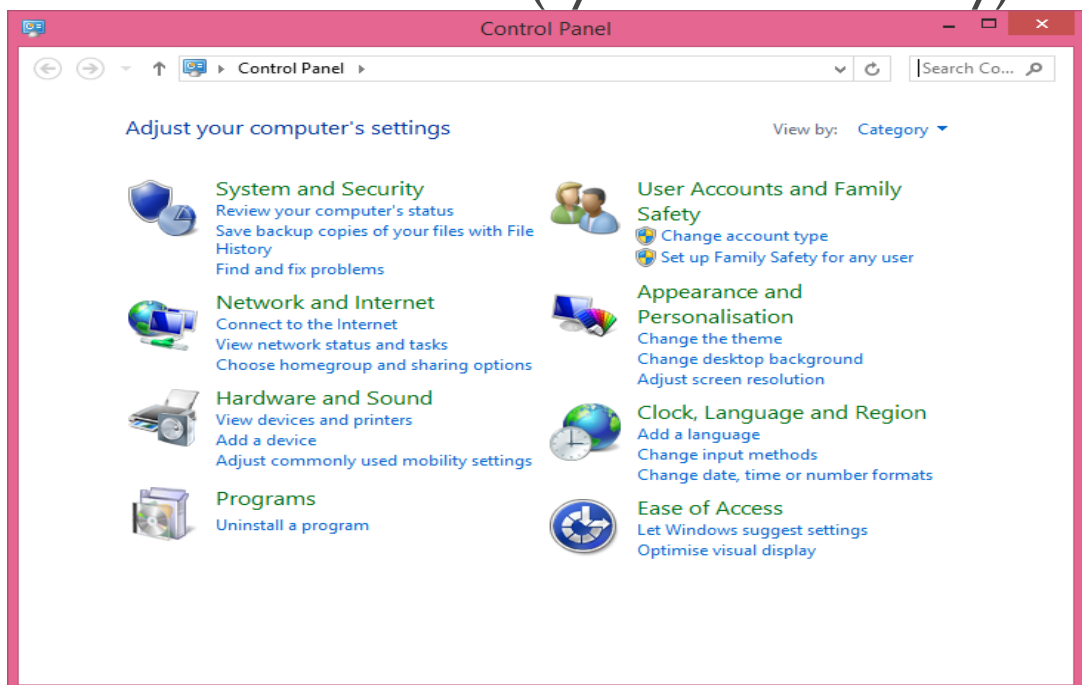 Control Panel
Control Panel
Search Co...
Adjust your computer's settings
View by: Category
System and Security
Review your computer's status
Save backup copies of your files with File
History
Find and fix problems
Network and Internet
Connect to the Internet
View network status and tasks
Choose homegroup and sharing options
Hardware and Sound
View devices and printers
Add a device
Adjust commonly used mobility settings
Programs
Uninstall a program
User Accounts and Family
Safety
Change account type
Set up Family Safety for any user
Appearance and
Personalisation
Change the theme
Change desktop background
Adjust screen resolution
Clock, Language and Region
Add a language
Change input methods
Change date, time or number formats
Ease of Access
Let Windows suggest settings
Optimise visual display